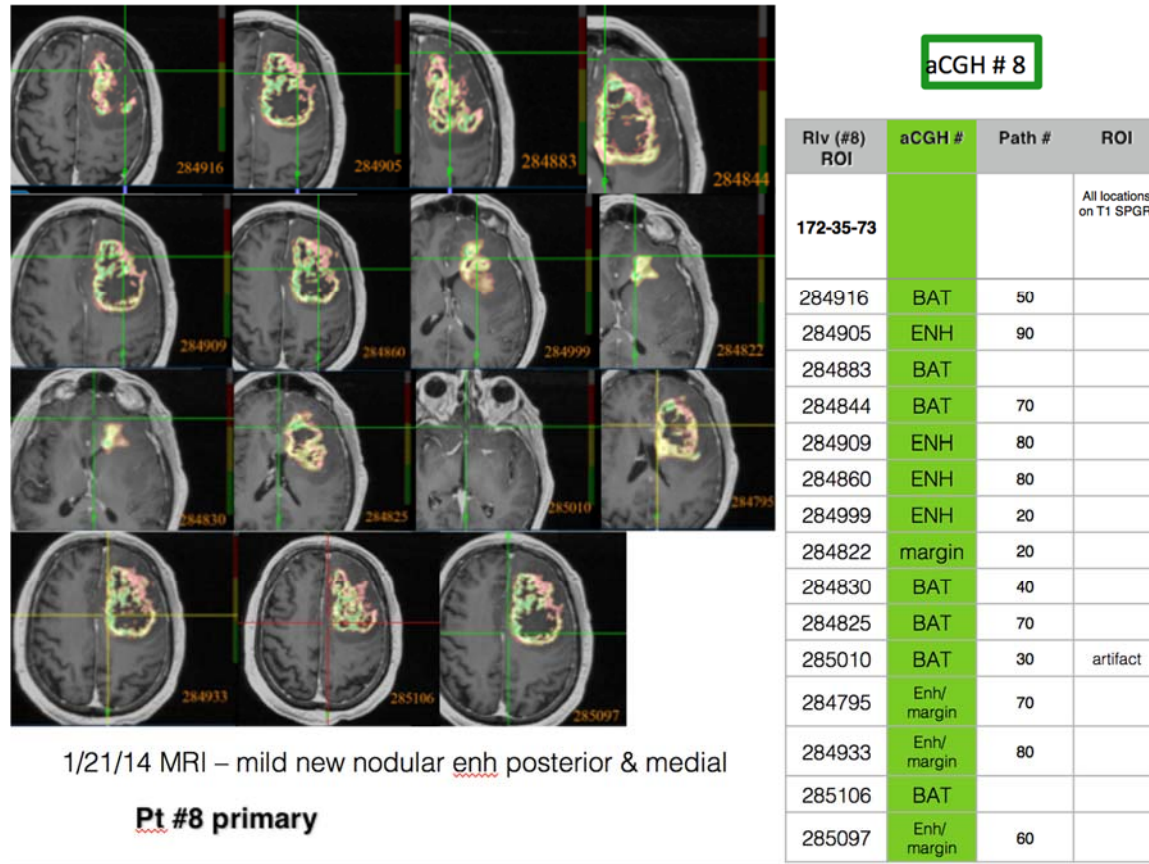 284916
284905
284883
284844
284909
284860
284999
284822
284830
284825
285010
284795
284933
285106
285097
1/21/14 MRI – mild new nodular enh posterior & medial
Pt #8 primary
aCGH # 8
Rlv (#8) ROI aCGH # Path # ROI
172-35-73 All locations on T1 SPGR
284916 BAT 50
284905 ENH 90
284883 BAT
284844 BAT 70
284909 ENH 80
284860 ENH 80
284999 ENH 20
284822 margin 20
284830 BAT 40
284825 BAT 70
285010 BAT 30 artifact
284795 Enh/ margin 70
284933 Enh/ margin 80
285106 BAT
285097 Enh/ margin 60